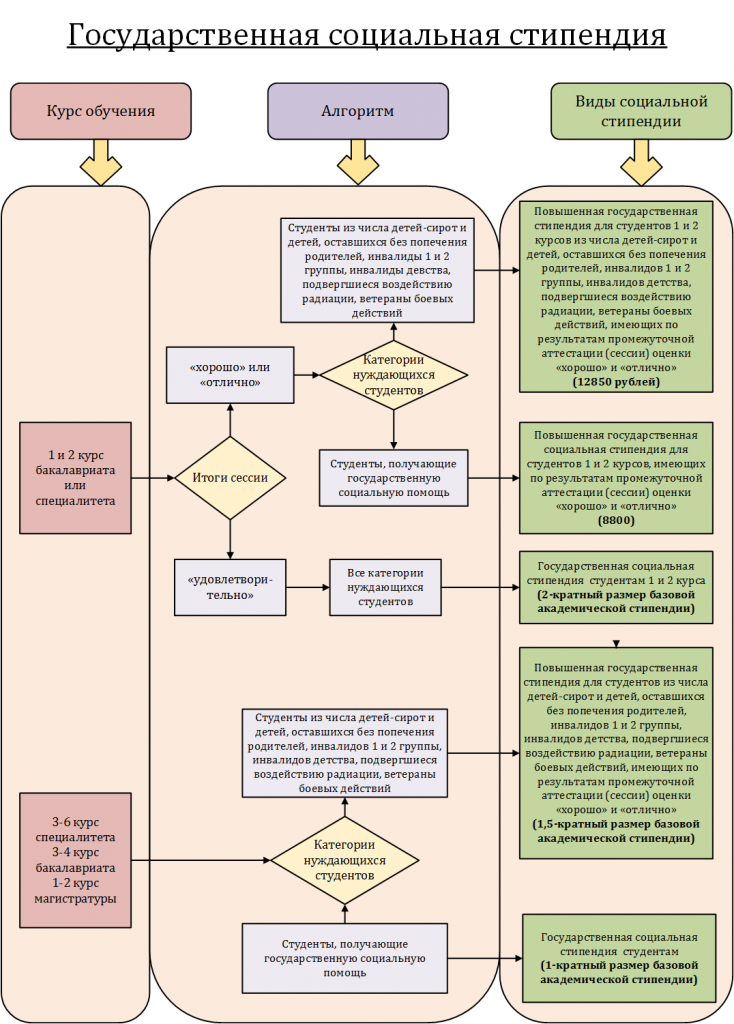 Государственная социальная стипендия
Курс обучения
Алгоритм
Виды социальной
стипендии
Студенты из числа детей-сирот и
детей, оставшихся без попечения
родителей, инвалиды 1 и 2
группы, инвалиды девства,
подвергшиеся воздействию
радиации, ветераны боевых
действий
Повышенная государственная
стипендия для студентов 1 и 2
курсов из числа детей-сирот и
детей, оставшихся без попечения
родителей, инвалидов 1 и 2
группы, инвалидов детства,
подвергшиеся воздействию
радиации, ветераны боевых
действий, имеющих по
результатам промежуточной
аттестации (сессии) оценки
«хорошо» и «отлично»
(12850 рублей)
«хорошо» или
«отлично»
Категории
нуждающихся
студентов
1 и 2 курс
бакалавриата
или
специалитета
Итоги сессии
Студенты, получающие
государственную
социальную помощь
Повышенная государственная
социальная стипендия для
студентов 1 и 2 курсов, имеющих
по результатам промежуточной
аттестации (сессии) оценки
«хорошо» и «отлично»
(8800)
«удовлетвори-
тельно»
Все категории
нуждающихся
студентов
Государственная социальная
стипендия студентам 1 и 2 курса
(2-кратный размер базовой
академической стипендии)
Студенты из числа детей-сирот и
детей, оставшихся без попечения
родителей, инвалидов 1 и 2 группы,
инвалидов детства, подвергшиеся
воздействию радиации, ветераны
боевых действий
Повышенная государственная
стипендия для студентов из числа
детей-сирот и детей, оставшихся
без попечения родителей,
инвалидов 1 и 2 группы,
инвалидов детства, подвергшиеся
воздействию радиации, ветераны
боевых действий, имеющих по
результатам промежуточной
аттестации (сессии) оценки
«хорошо» и «отлично»
(1,5-кратный размер базовой
академической стипендии)
3-6 курс
специалитета
3-4 курс
бакалавриата
1-2 курс
магистратуры
Категории
нуждающихся
студентов
Студенты, получающие
государственную социальную
помощь
Государственная социальная
стипендия студентам
(1-кратный размер базовой
академической стипендии)